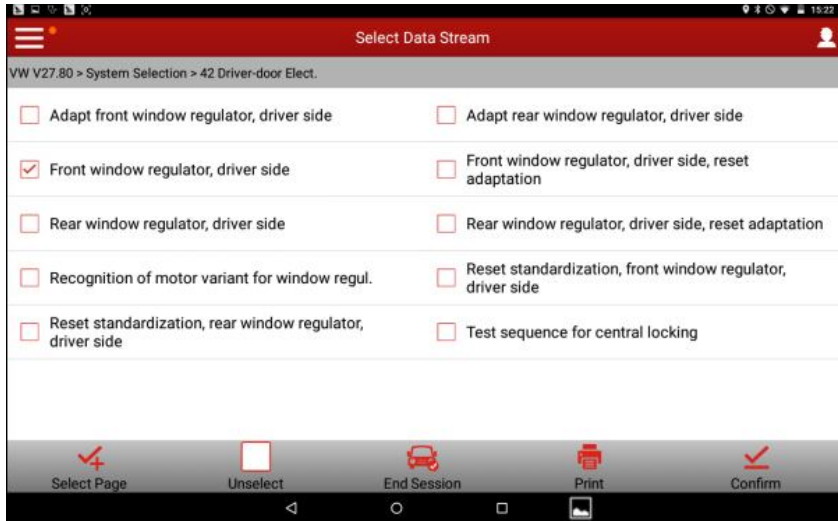 15:22
Select Data Stream
VW V27.80 > System Selection > 42 Driver-door Elect.
Adapt front window regulator, driver side
Adapt rear window regulator, driver side
Front window regulator, driver side
Front window regulator, driver side, reset
adaptation
Rear window regulator, driver side
Rear window regulator, driver side, reset adaptation
Recognition of motor variant for window regul.
Reset standardization, front window regulator,
driver side
Reset standardization, rear window regulator,
driver side
Test sequence for central locking
Select Page
Unselect
End Session
Print
Confirm